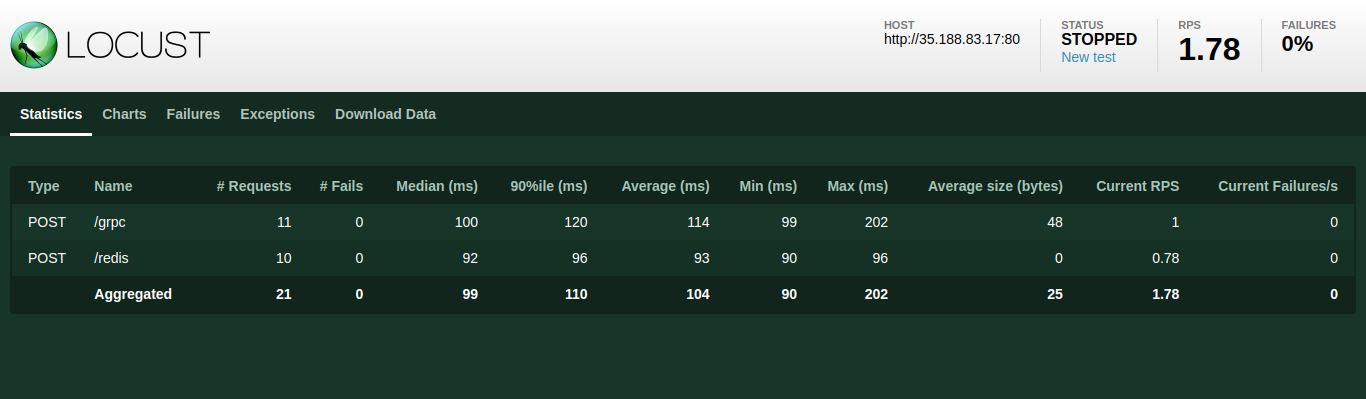 LOCUST
HOST
http://35.188.83.17:80
STATUS
STOPPED
New test
RPS
1.78
FAILURES
0%
Statistics Charts Failures Exceptions Download Data
Type Name # Requests # Fails Median (ms) 90%ile (ms) Average (ms) Min (ms) Max (ms) Average size (bytes) Current RPS Current Failures/s
POST /grpc 11 0 100 120 114 99 202 48 1 0
POST /redis 10 0 92 96 93 90 96 0 0.78 0
Aggregated 21 0 99 110 104 90 202 25 1.78 0